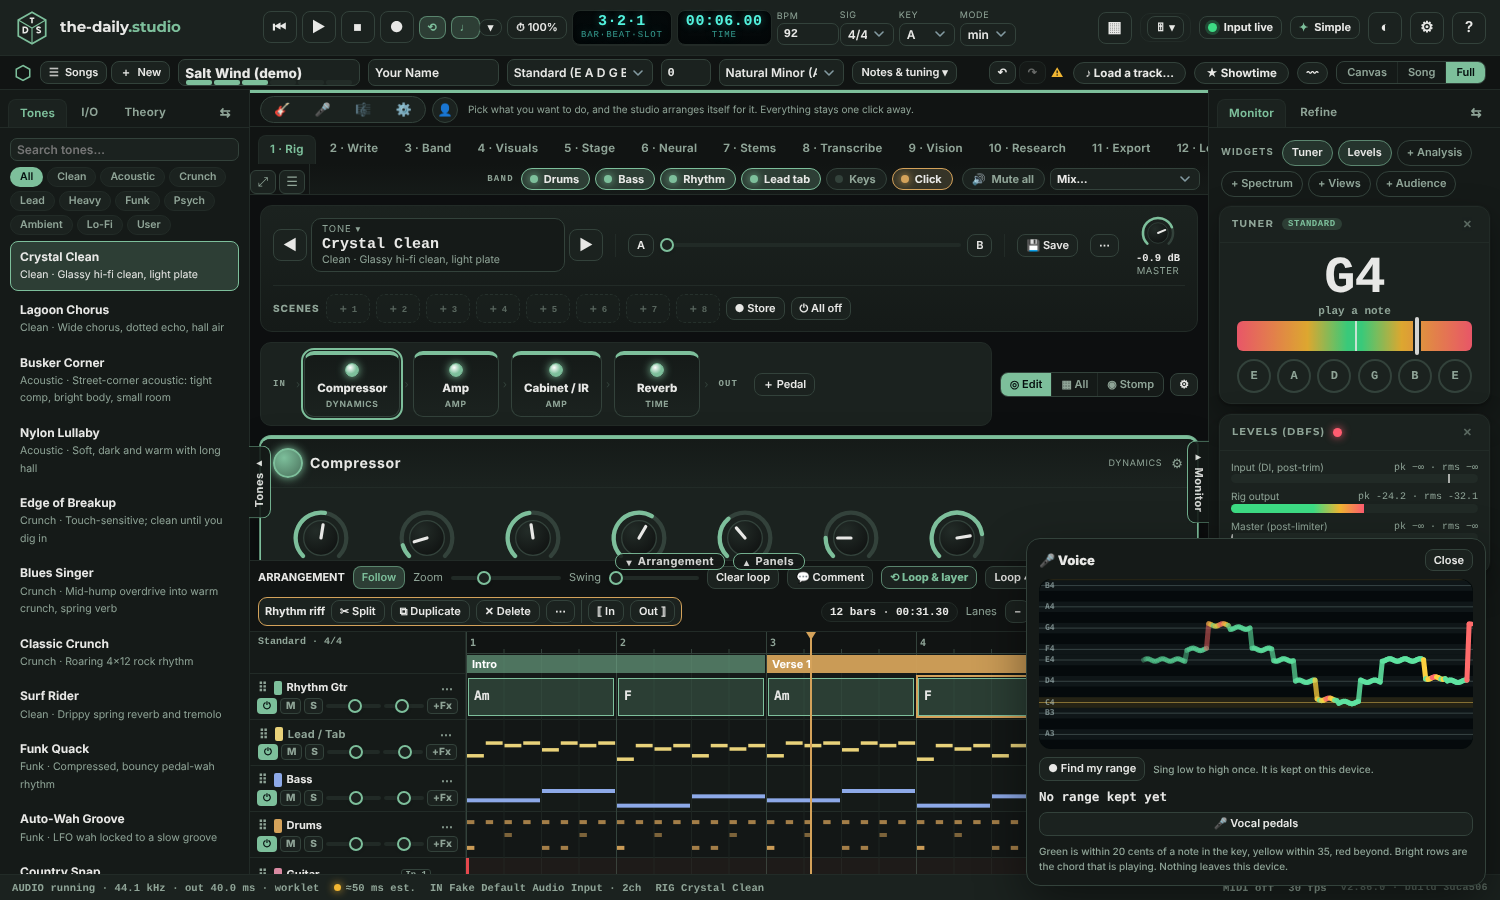 T D S
the-daily.studio
⏱ 100%
3·2·1
BAR·BEAT·SLOT
00:06.00
TIME
BPM
92
SIG
4/4
KEY
A
MODE
min
Input live
Simple
?
Songs
+ New
Salt Wind (demo)
Your Name
Standard (E A D G E
0
Natural Minor (A
Notes & tuning ▾
♪ Load a track...
★ Showtime
Canvas
Song
Full
Tones
I/O
Theory
Pick what you want to do, and the studio arranges itself for it. Everything stays one click away.
1 · Rig
2 · Write
3 · Band
4 · Visuals
5 · Stage
6 · Neural
7 · Stems
8 · Transcribe
9 · Vision
10 · Research
11 · Export
Monitor
Refine
WIDGETS
Tuner
Levels
+ Analysis
+ Spectrum
+ Views
+ Audience
Search tones...
All
Clean
Acoustic
Crunch
Lead
Heavy
Funk
Psych
Ambient
Lo-Fi
User
BAND
Drums
Bass
Rhythm
Lead tab
Keys
Click
Mute all
Mix...
Crystal Clean
Clean · Glassy hi-fi clean, light plate
Lagoon Chorus
Clean · Wide chorus, dotted echo, hall air
Busker Corner
Acoustic · Street-corner acoustic: tight
comp, bright body, small room
Nylon Lullaby
Acoustic · Soft, dark and warm with long
hall
Edge of Breakup
Crunch · Touch-sensitive; clean until you
dig in
Blues Singer
Crunch · Mid-hump overdrive into warm
crunch, spring verb
Classic Crunch
Crunch · Roaring 4×12 rock rhythm
Surf Rider
Clean · Drippy spring reverb and tremolo
Funk Quack
Funk · Compressed, bouncy pedal-wah
rhythm
Auto-Wah Groove
Funk · LFO wah locked to a slow groove
Country Snap
TONE ▾
Crystal Clean
Clean · Glassy hi-fi clean, light plate
A
B
Save
-0.9 dB
MASTER
SCENES
+ 1
+ 2
+ 3
+ 4
+ 5
+ 6
+ 7
+ 8
Store
All off
IN
Compressor
DYNAMICS
Amp
AMP
Cabinet / IR
AMP
Reverb
TIME
OUT
+ Pedal
Edit
All
Stomp
Tones
Compressor
DYNAMICS
Monitor
TUNER
STANDARD
×
G4
play a note
E
A
D
G
B
E
LEVELS (DBFS)
×
Input (DI, post-trim)
pk −∞ · rms −∞
Rig output
pk -24.2 · rms -32.1
Master (post-limiter)
pk −∞ · rms −∞
▾ Arrangement
▴ Panels
ARRANGEMENT
Follow
Zoom
Swing
Clear loop
Comment
Loop & layer
Rhythm riff
Split
Duplicate
Delete
In
Out
12 bars · 00:31.30
Lanes
−
Standard · 4/4
1
2
3
4
Intro
Verse 1
Rhythm Gtr
M
S
+Fx
Am
F
Am
F
Lead / Tab
M
S
+Fx
Bass
M
S
+Fx
Drums
M
S
+Fx
Guitar
In 1
Voice
Close
B4
A4
G4
F4
E4
D4
C4
B3
A3
Find my range
Sing low to high once. It is kept on this device.
No range kept yet
Vocal pedals
Green is within 20 cents of a note in the key, yellow within 35, red beyond. Bright rows are
the chord that is playing. Nothing leaves this device.
AUDIO running · 44.1 kHz · out 40.0 ms · worklet
≈50 ms est.
IN Fake Default Audio Input · 2ch
RIG Crystal Clean
MIDI off
30 fps